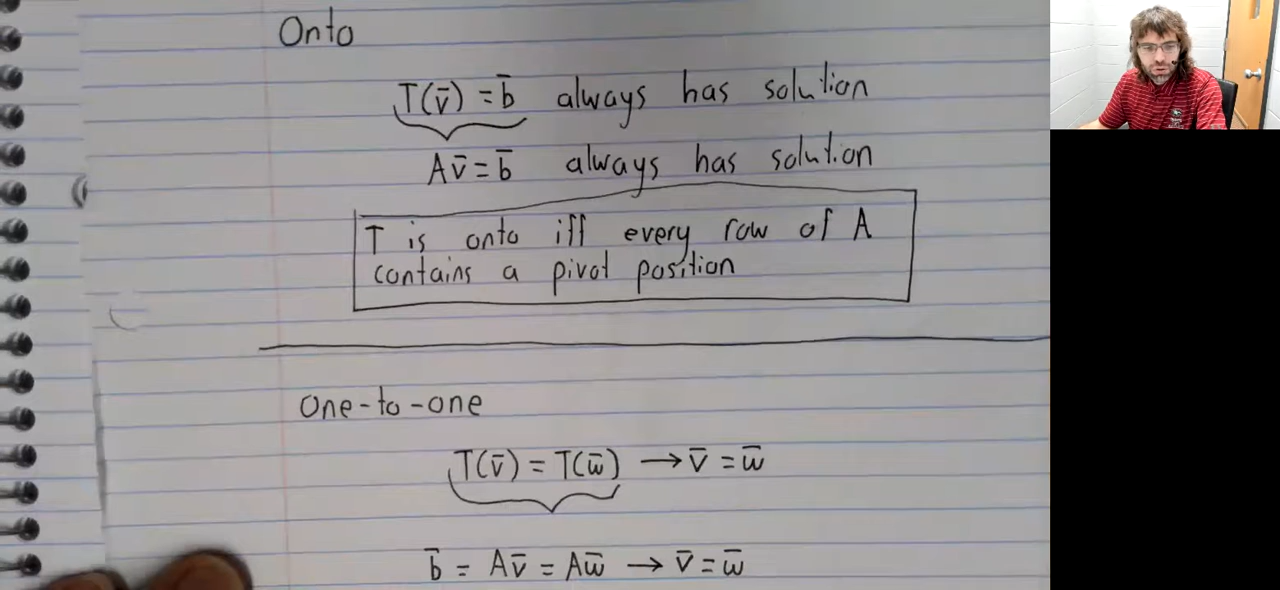 Onto
T(v̄) = b̄ always has solution
Av̄ = b̄ always has solution
T is onto iff every row of A
contains a pivot position
One-to-one
T(v̄) = T(w̄) → v̄ = w̄
b̄ = Av̄ = Aw̄ → v̄ = w̄